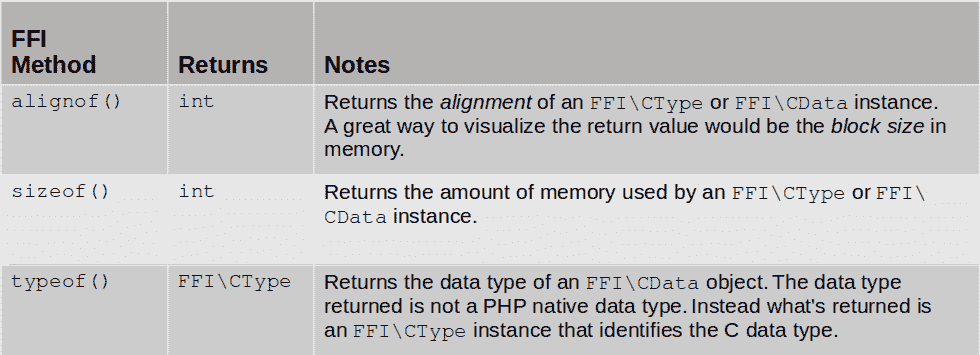 FFI
Method
Returns
Notes
alignof()
int
Returns the alignment of an FFI\CType or FFI\CData instance.
A great way to visualize the return value would be the block size in
memory.
sizeof()
int
Returns the amount of memory used by an FFI\CType or FFI\
CData instance.
typeof()
FFI\CType
Returns the data type of an FFI\CData object. The data type
returned is not a PHP native data type. Instead what's returned is
an FFI\CType instance that identifies the C data type.